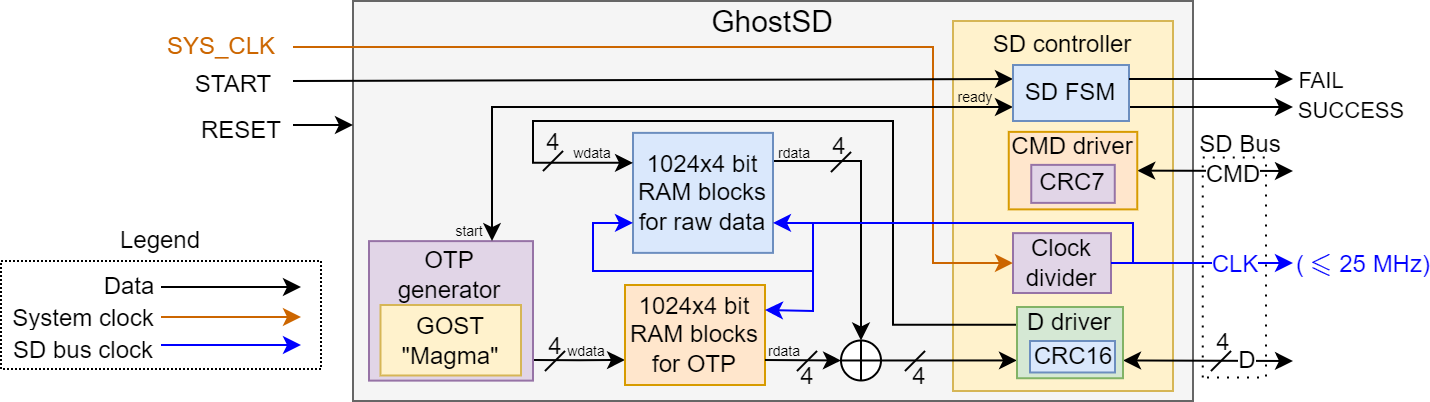 GhostSD
SYS_CLK
START
RESET
SD controller
ready
SD FSM
FAIL
SUCCESS
4
wdata
1024x4 bit
RAM blocks
for raw data
rdata
4
CMD driver
CRC7
SD Bus
CMD
start
OTP
generator
GOST
"Magma"
4
wdata
1024x4 bit
RAM blocks
for OTP
rdata
4
4
Clock
divider
CLK
(⩽ 25 MHz)
D driver
CRC16
4
D
Legend
Data
System clock
SD bus clock